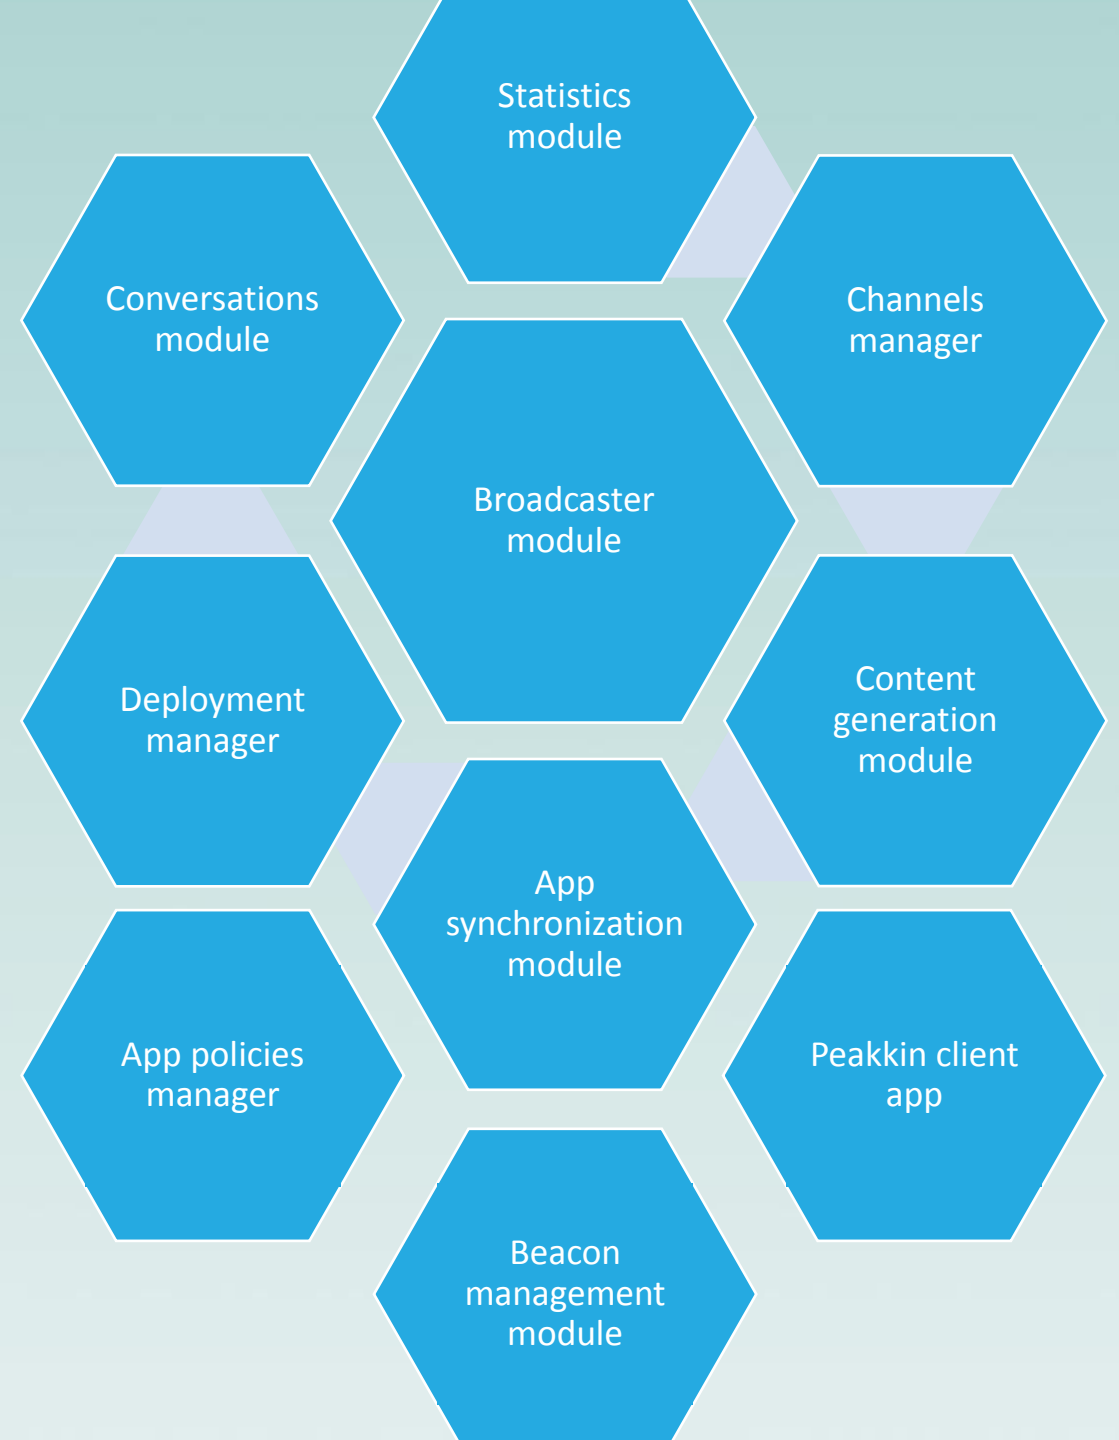 Statistics
module
Conversations
module
Channels
manager
Broadcaster
module
Deployment
manager
Content
generation
module
App
synchronization
module
App policies
manager
Peakkin client
app
Beacon
management
module